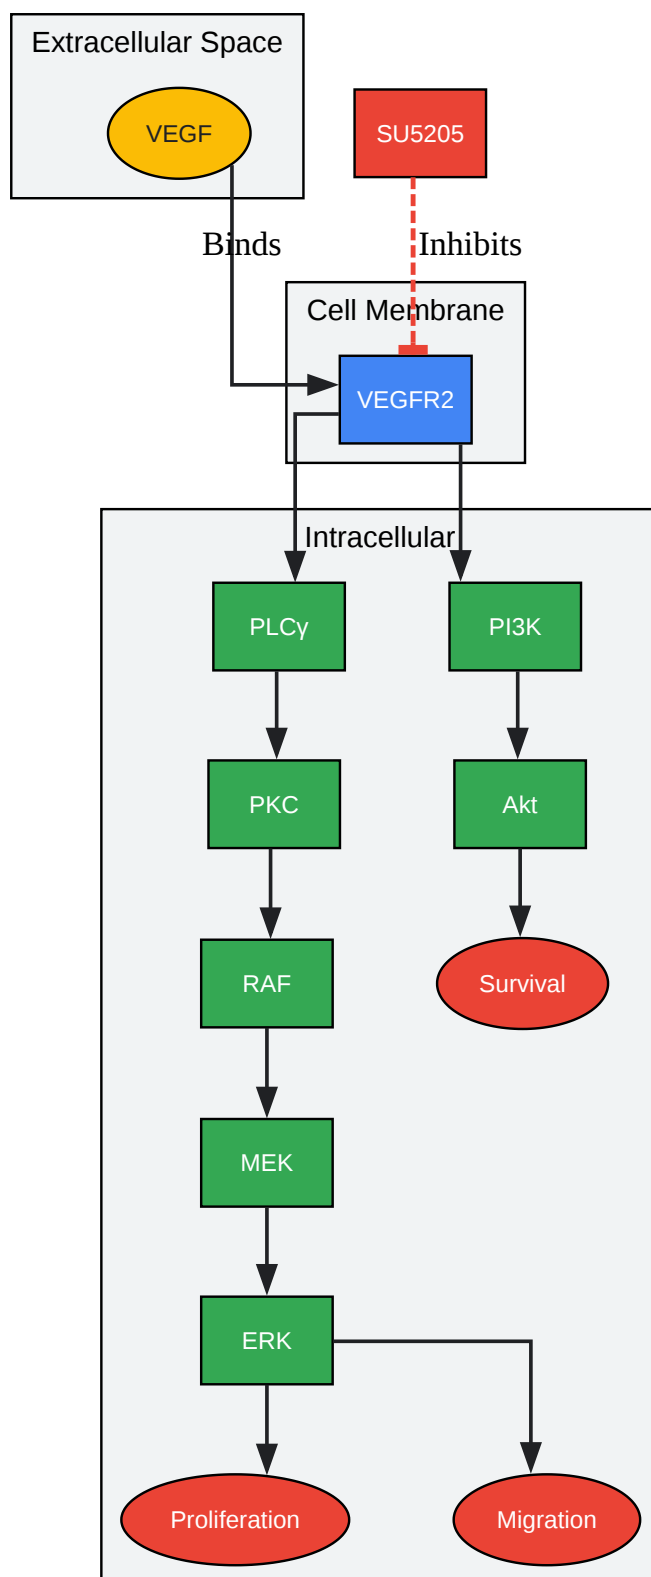 Extracellular Space
VEGF
SU5205
Binds
Inhibits
Cell Membrane
VEGFR2
Intracellular
PLCγ
PI3K
PKC
Akt
RAF
Survival
MEK
ERK
Proliferation
Migration